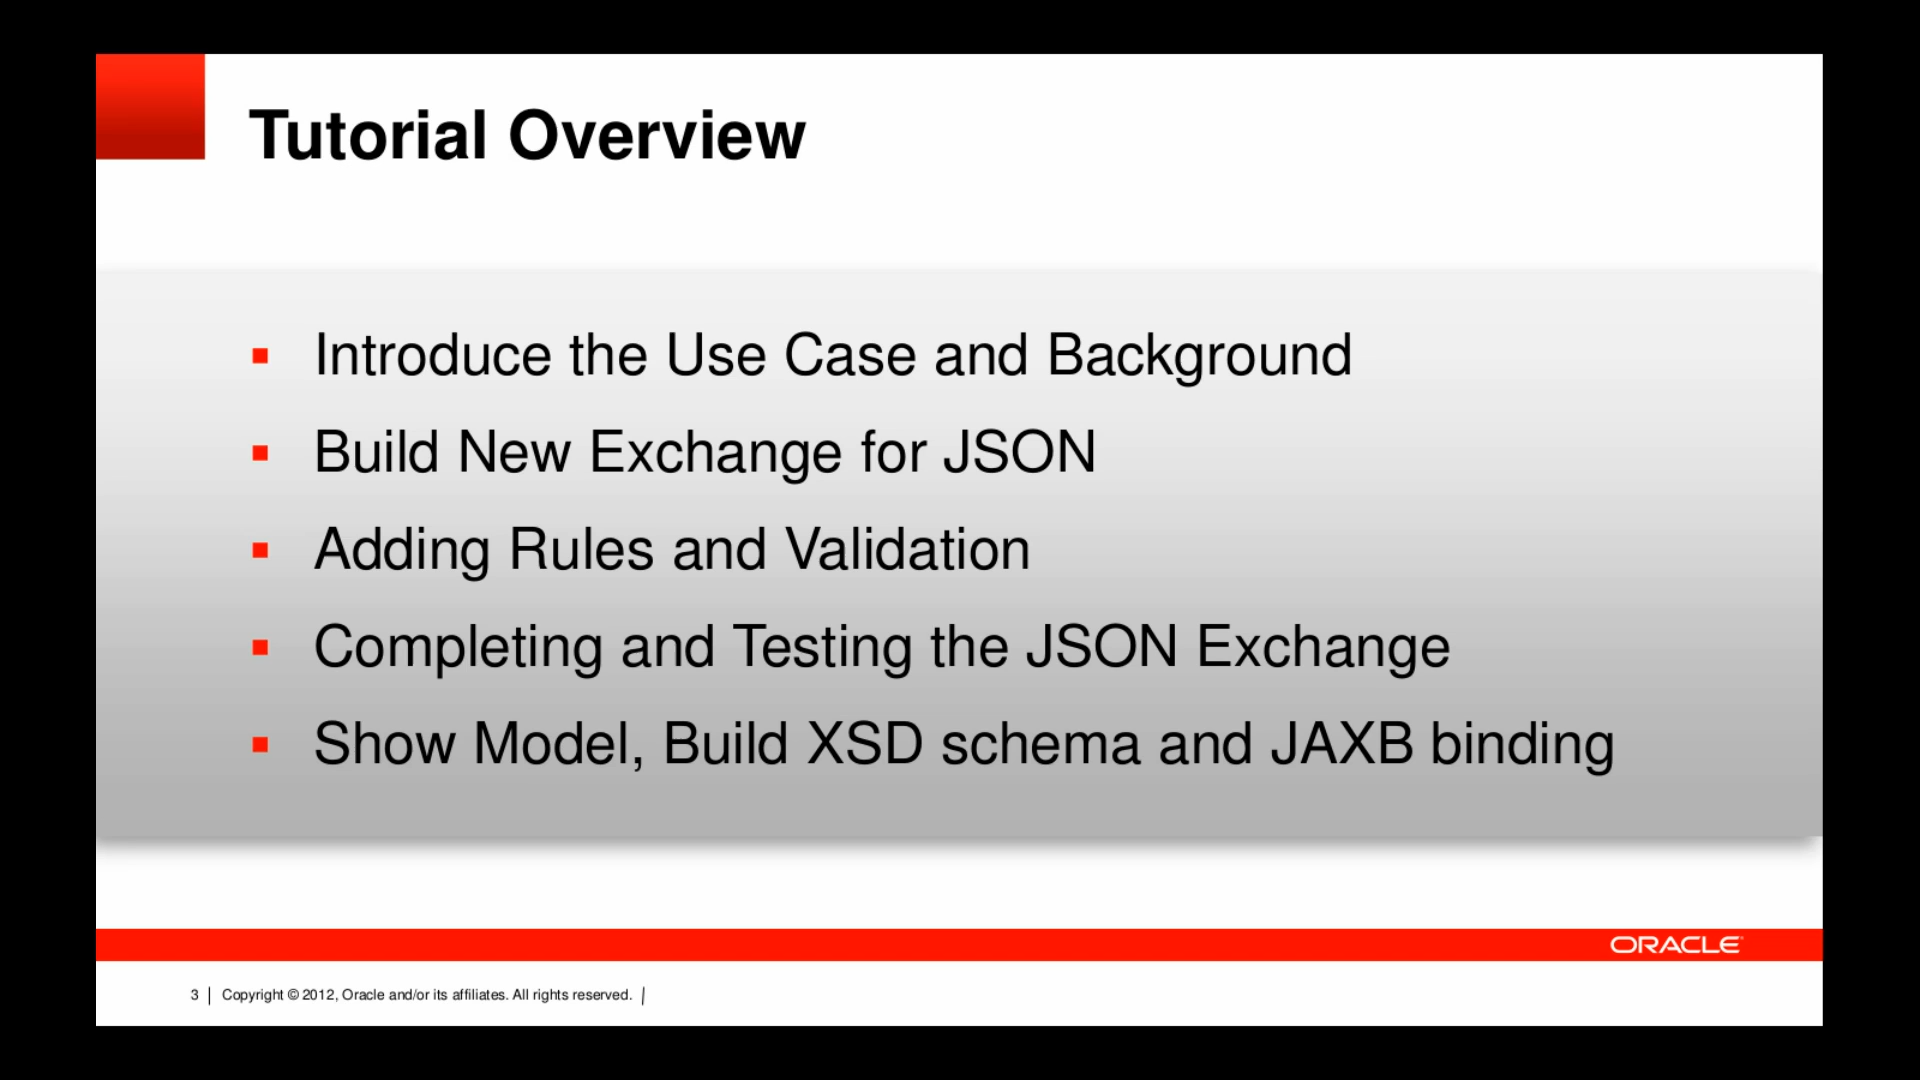 Tutorial Overview
▪ Introduce the Use Case and Background
▪ Build New Exchange for JSON
▪ Adding Rules and Validation
▪ Completing and Testing the JSON Exchange
▪ Show Model, Build XSD schema and JAXB binding
ORACLE
3 | Copyright © 2012, Oracle and/or its affiliates. All rights reserved. |